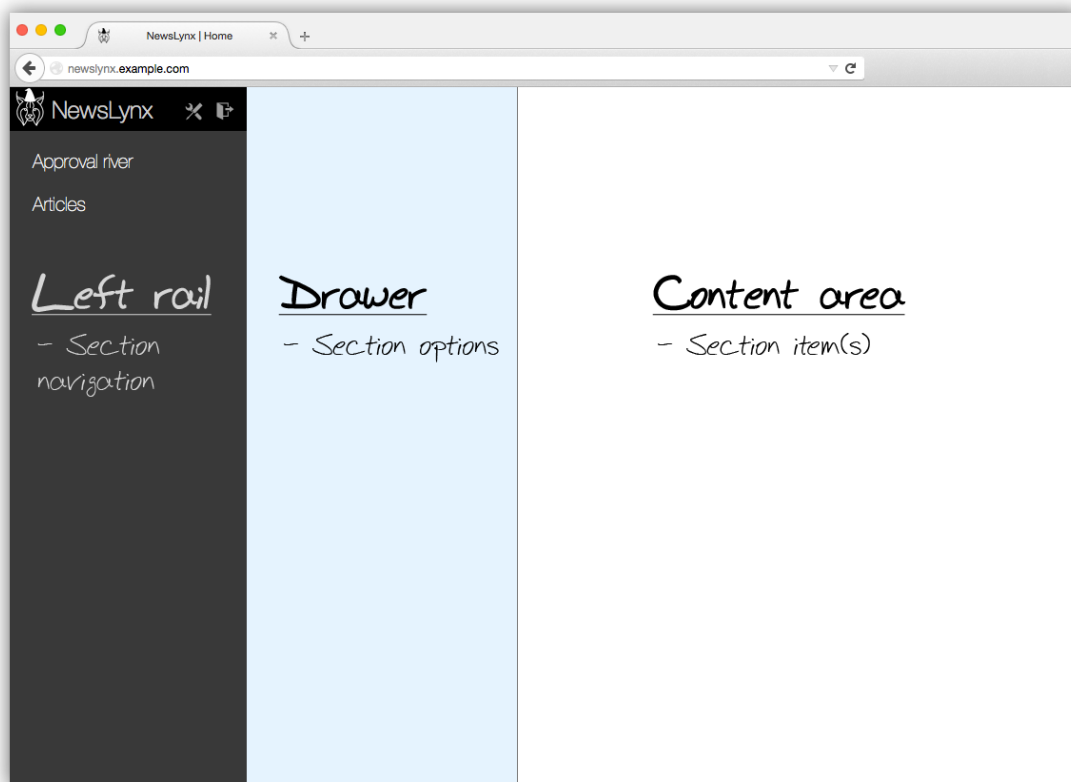 NewsLynx | Home
newslynx.example.com
NewsLynx
Approval river
Articles
Left rail
- Section
navigation
Drawer
- Section options
Content area
- Section item(s)